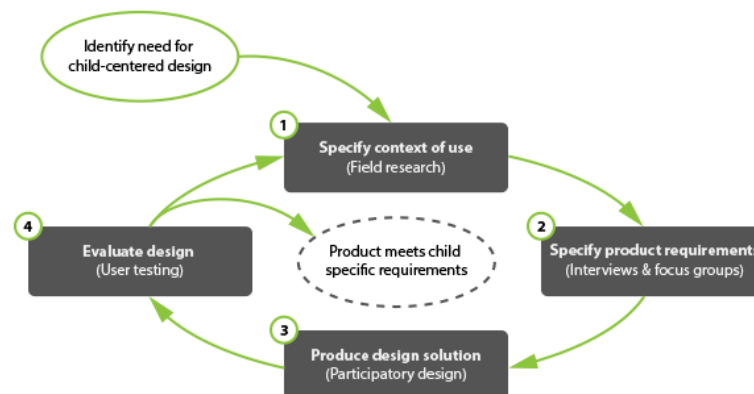 Identify need for
child-centered design
1
Specify context of use
(Field research)
2
Specify product requirements
(Interviews & focus groups)
3
Produce design solution
(Participatory design)
4
Evaluate design
(User testing)
Product meets child
specific requirements